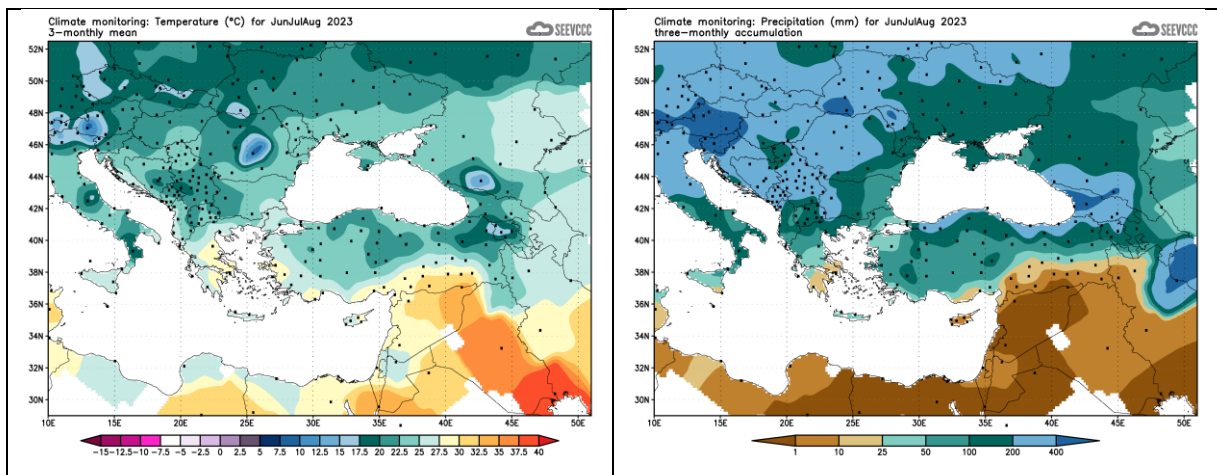 Climate monitoring: Temperature (°C) for JunJulAug 2023
3-monthly mean
SEEVCCC
52N
50N
48N
46N
44N
42N
40N
38N
36N
34N
32N
30N
10E 15E 20E 25E 30E 35E 40E 45E 50E
-15 -12.5 -10 -7.5 -5 -2.5 0 2.5 5 7.5 10 12.5 15 17.5 20 22.5 25 27.5 30 32.5 35 37.5 40
Climate monitoring: Precipitation (mm) for JunJulAug 2023
three-monthly accumulation
SEEVCCC
52N
50N
48N
46N
44N
42N
40N
38N
36N
34N
32N
30N
10E 15E 20E 25E 30E 35E 40E 45E 50E
1 10 25 50 100 200 400